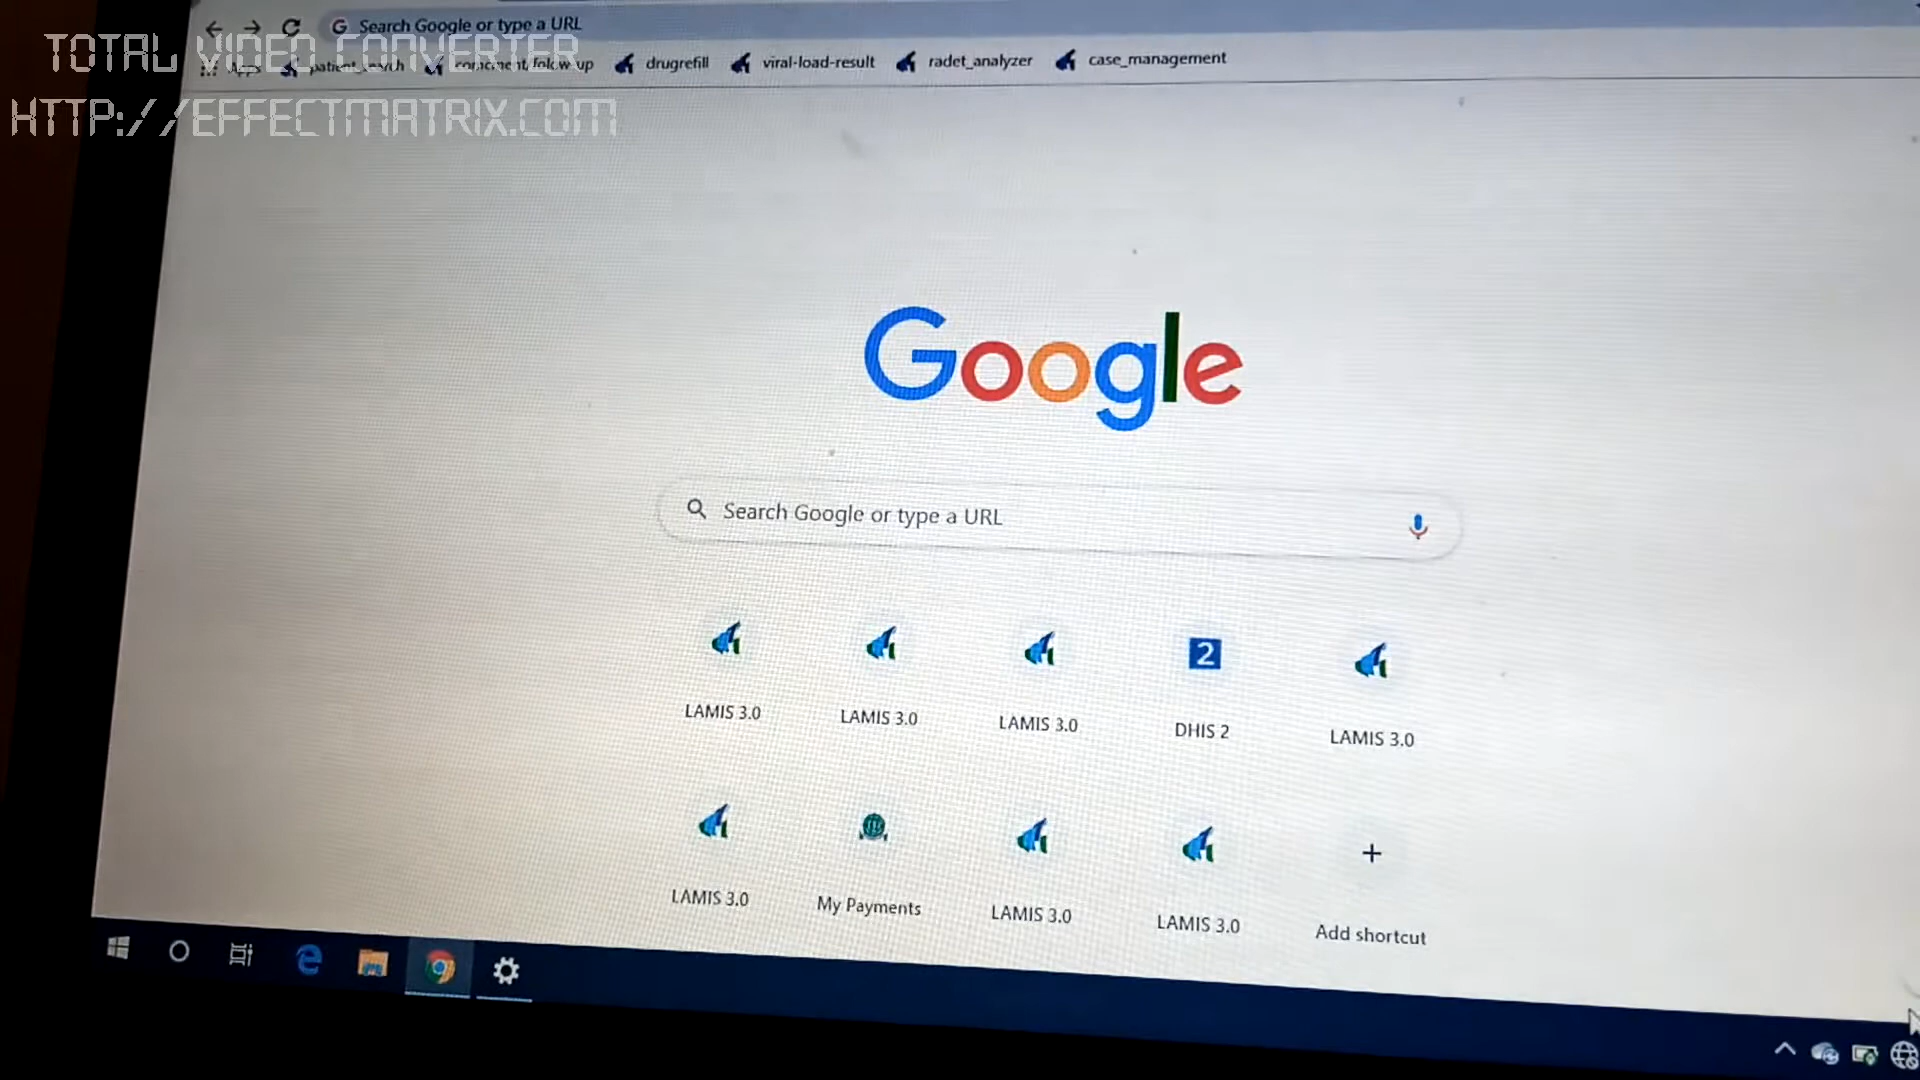 Search Google or type a URL
TOTAL VIDEO CONVERTER
Apps patient_search drugrefill viral-load-result radet_analyzer case_management
HTTP://EFFECTMATRIX.COM
Google
Search Google or type a URL
2
LAMIS 3.0 LAMIS 3.0 LAMIS 3.0 DHIS 2 LAMIS 3.0
LAMIS 3.0 My Payments LAMIS 3.0 LAMIS 3.0 Add shortcut